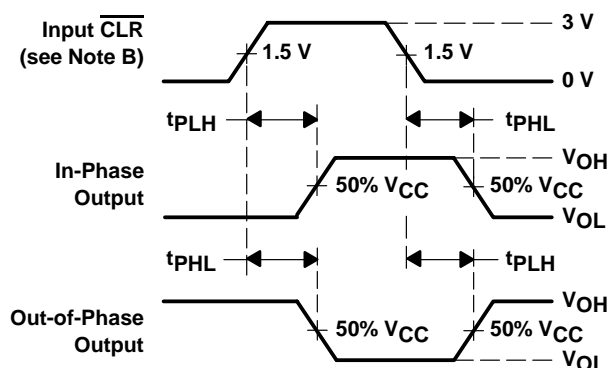 Input CLR
(see Note B)
1.5 V
1.5 V
3 V
0 V
tPLH
tPHL
In-Phase
Output
50% VCC
50% VCC
VOH
VOL
tPHL
tPLH
Out-of-Phase
Output
50% VCC
50% VCC
VOH
VOL